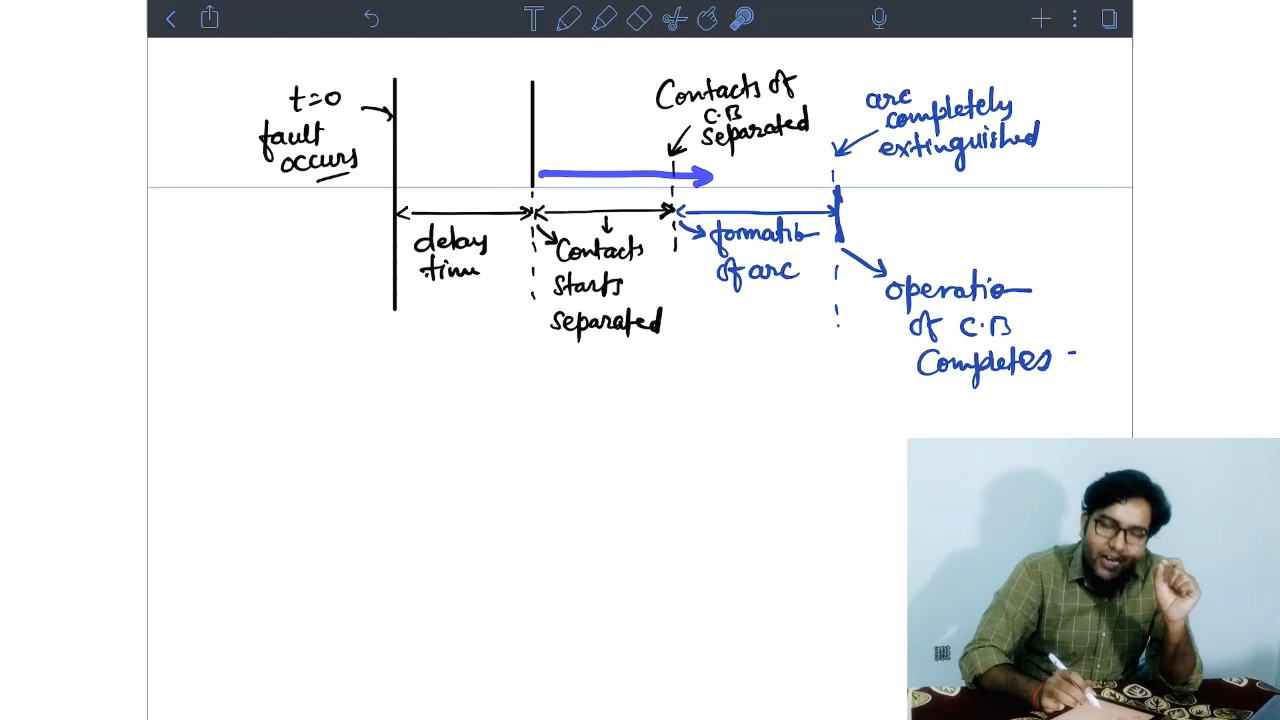 t=0
fault
occurs
Contacts of
C.B
separated
arc
completely
extinguished
delay
time
Contacts
starts
separated
formation
of arc
operation
of C.B
Completes
T